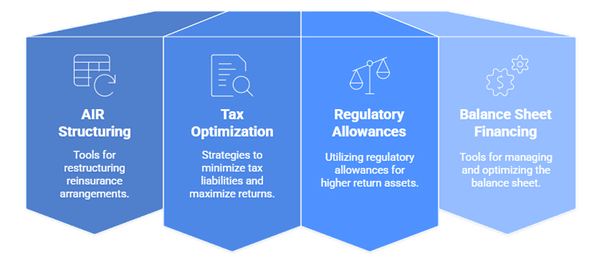 AIR
Structuring
Tools for
restructuring
reinsurance
arrangements.
Tax
Optimization
Strategies to
minimize tax
liabilities and
maximize returns.
Regulatory
Allowances
Utilizing regulatory
allowances for
higher return assets.
Balance Sheet
Financing
Tools for managing
and optimizing the
balance sheet.